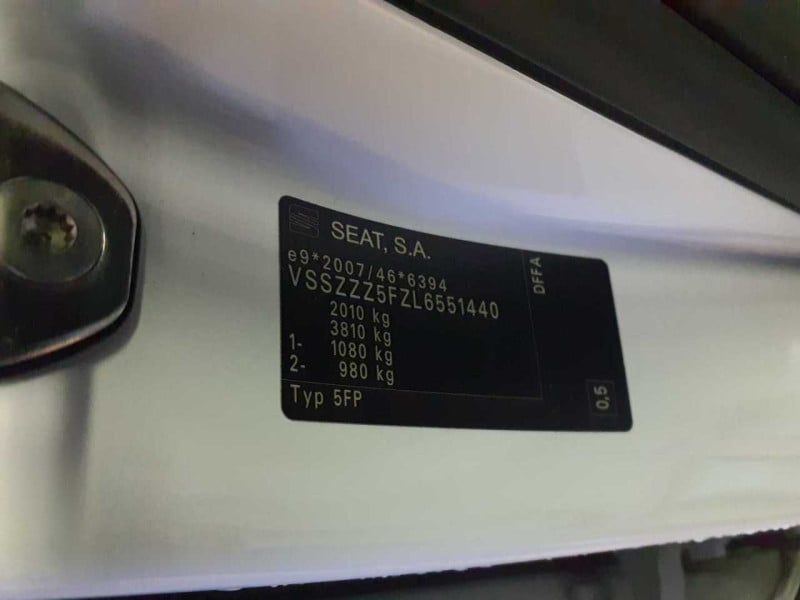 SEAT, S.A.
e9*2007/46*6394
VSSZZZ5FZL6551440
2010 kg
3810 kg
1- 1080 kg
2- 980 kg
Typ 5FP
DFFA
0,5